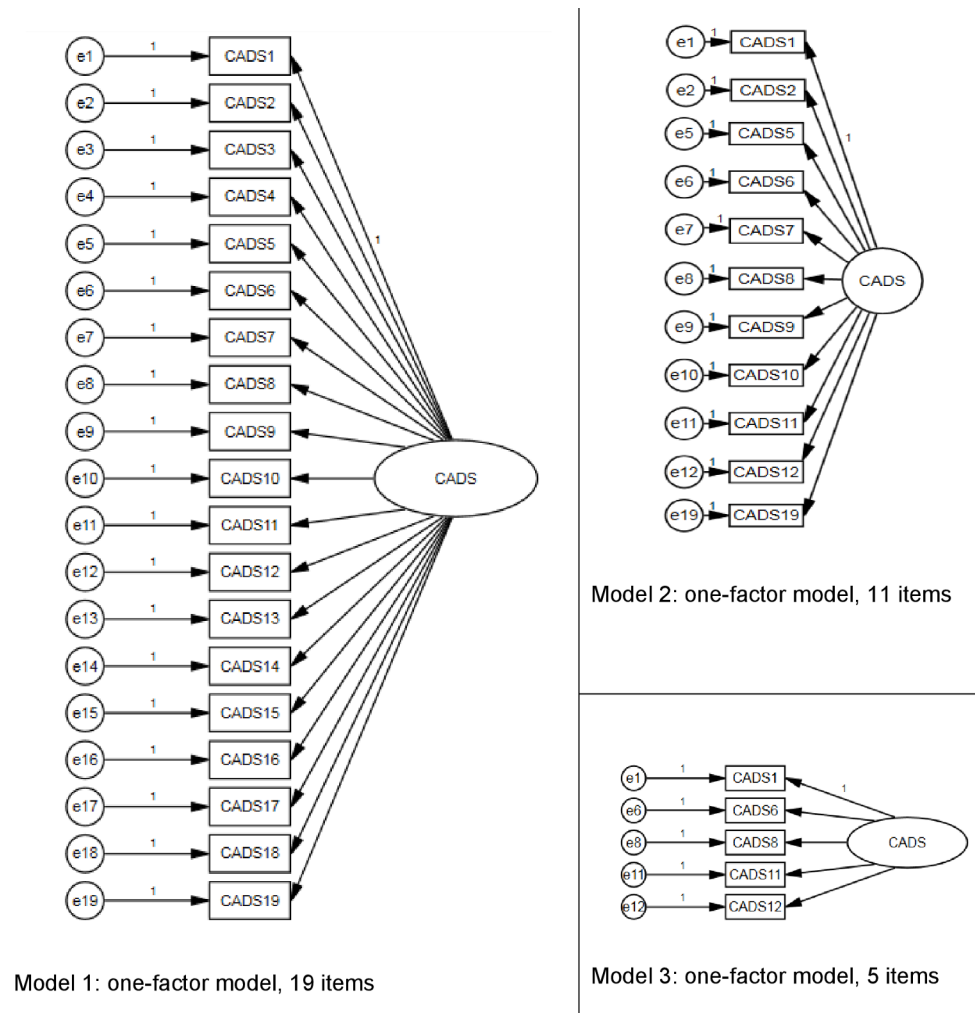 e1 1 CADS1
e2 1 CADS2
e3 1 CADS3
e4 1 CADS4
e5 1 CADS5
1
e6 1 CADS6
e7 1 CADS7
e8 1 CADS8
e9 1 CADS9
e10 1 CADS10 CADS
e11 1 CADS11
e12 1 CADS12
e13 1 CADS13
e14 1 CADS14
e15 1 CADS15
e16 1 CADS16
e17 1 CADS17
e18 1 CADS18
e19 1 CADS19
Model 1: one-factor model, 19 items
e1 1 CADS1
e2 1 CADS2
e5 1 CADS5 1
e6 1 CADS6
e7 1 CADS7
e8 1 CADS8 CADS
e9 1 CADS9
e10 1 CADS10
e11 1 CADS11
e12 1 CADS12
e19 1 CADS19
Model 2: one-factor model, 11 items
e1 1 CADS1 1
e6 1 CADS6
e8 1 CADS8 CADS
e11 1 CADS11
e12 1 CADS12
Model 3: one-factor model, 5 items